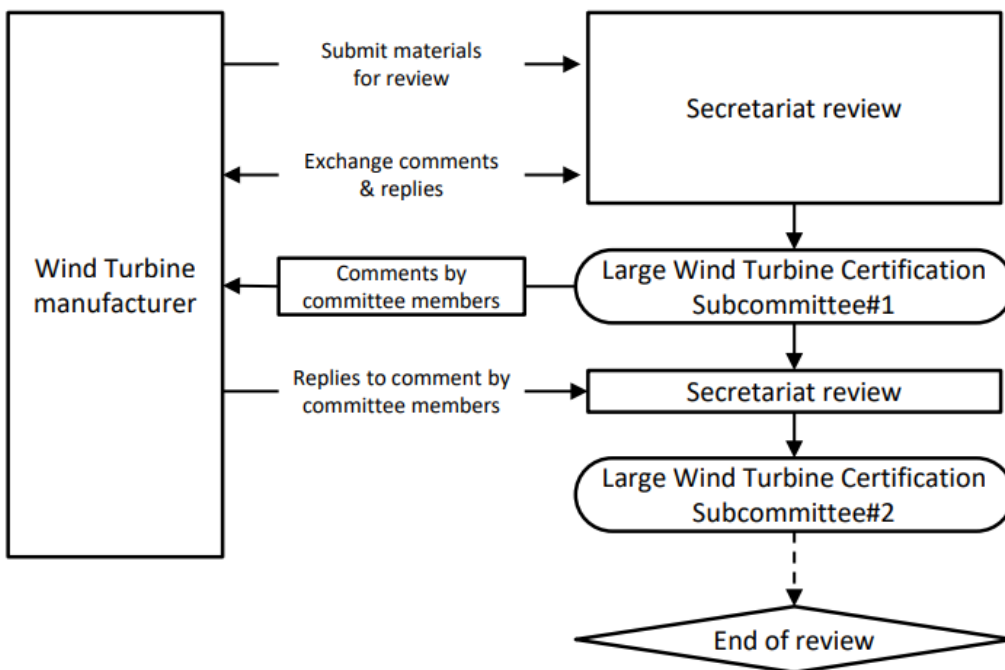 Submit materials
for review
Secretariat review
Exchange comments
& replies
Wind Turbine
manufacturer
Comments by
committee members
Large Wind Turbine Certification
Subcommittee#1
Replies to comment by
committee members
Secretariat review
Large Wind Turbine Certification
Subcommittee#2
End of review